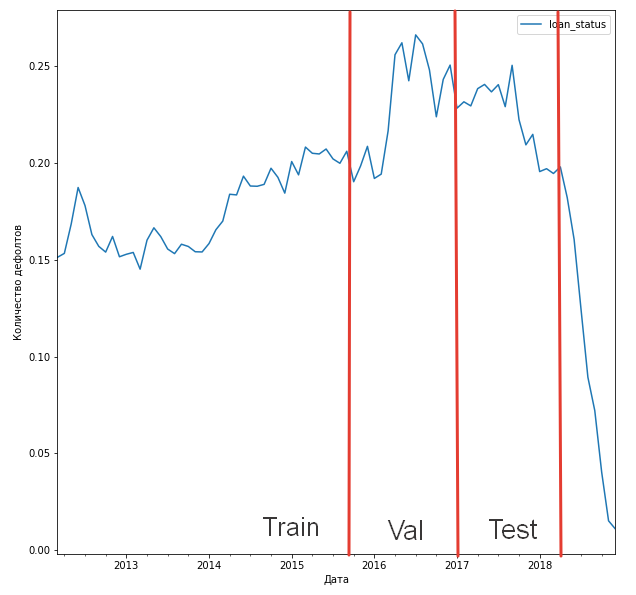 loan_status
0.25
0.20
0.15
0.10
0.05
0.00
Количество дефолтов
Train
Val
Test
2013
2014
2015
2016
2017
2018
Дата